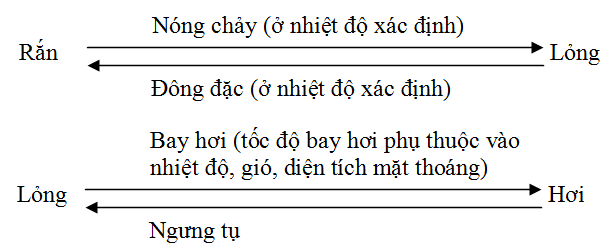 Nóng chảy (ở nhiệt độ xác định)
Rắn
Lỏng
Đông đặc (ở nhiệt độ xác định)
Bay hơi (tốc độ bay hơi phụ thuộc vào
nhiệt độ, gió, diện tích mặt thoáng)
Lỏng
Hơi
Ngưng tụ